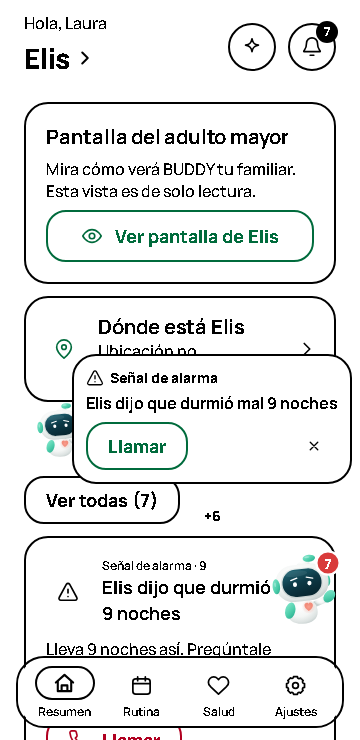 Hola, Laura
Elis
7
Pantalla del adulto mayor
Mira cómo verá BUDDY tu familiar.
Esta vista es de solo lectura.
Ver pantalla de Elis
Dónde está Elis
Ubicación no
Señal de alarma
Elis dijo que durmió mal 9 noches
Llamar
Ver todas (7)
+6
Señal de alarma · 9
7
Elis dijo que durmió
9 noches
Lleva 9 noches así. Pregúntale
Resumen
Rutina
Salud
Ajustes
Llamar